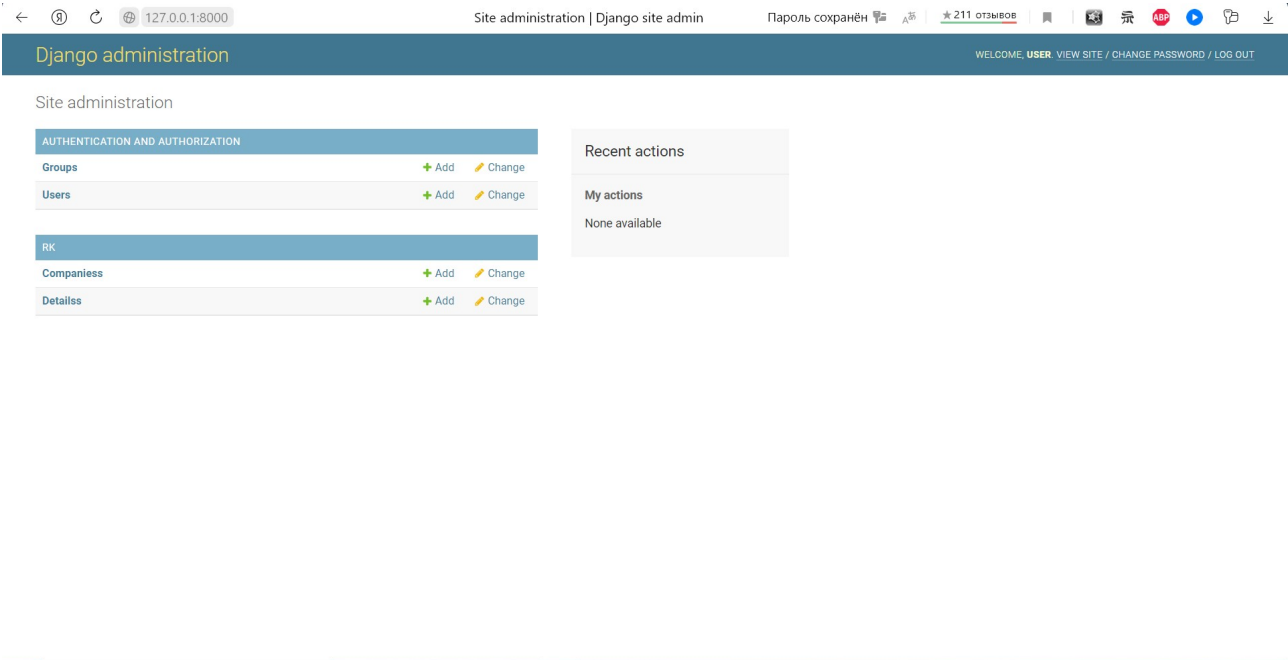 127.0.0.1:8000 Site administration | Django site admin Пароль сохранён ★ 211 отзывов ABP
Django administration
WELCOME, USER. VIEW SITE / CHANGE PASSWORD / LOG OUT
Site administration
AUTHENTICATION AND AUTHORIZATION
Groups + Add Change
Users + Add Change
RK
Companiess + Add Change
Detailss + Add Change
Recent actions
My actions
None available